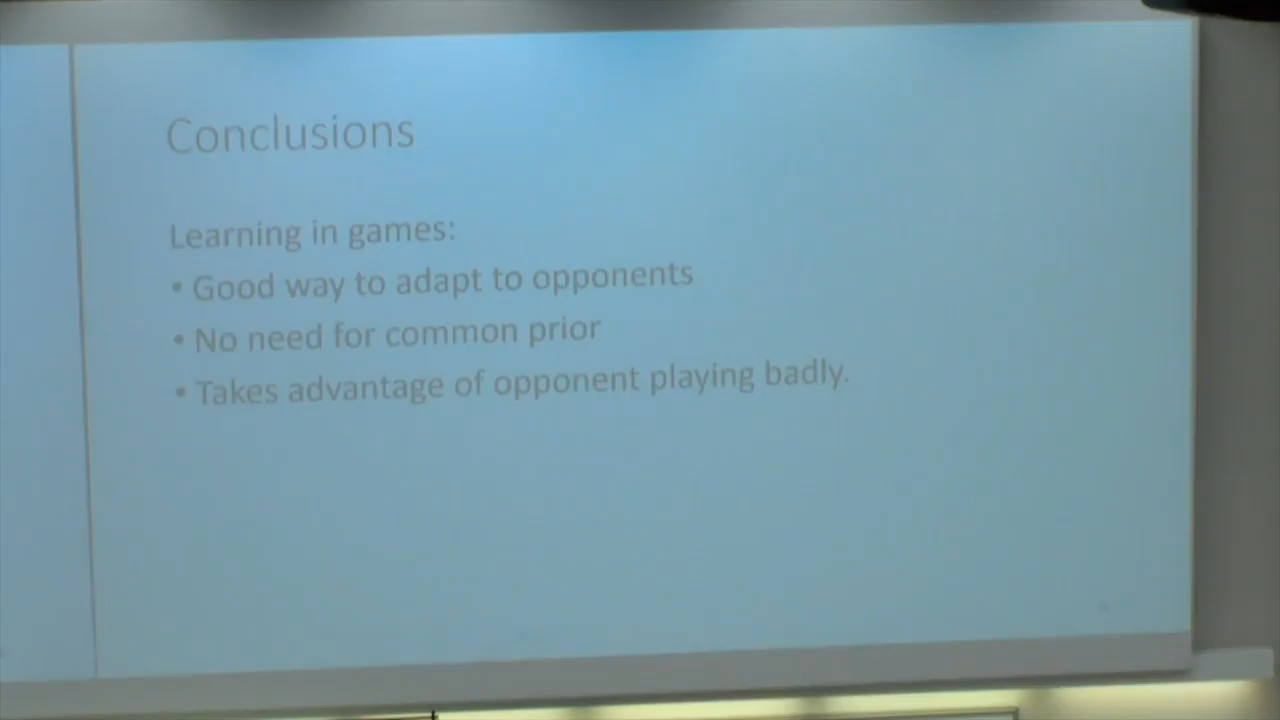 Conclusions
Learning in games:
• Good way to adapt to opponents
• No need for common prior
• Takes advantage of opponent playing badly.